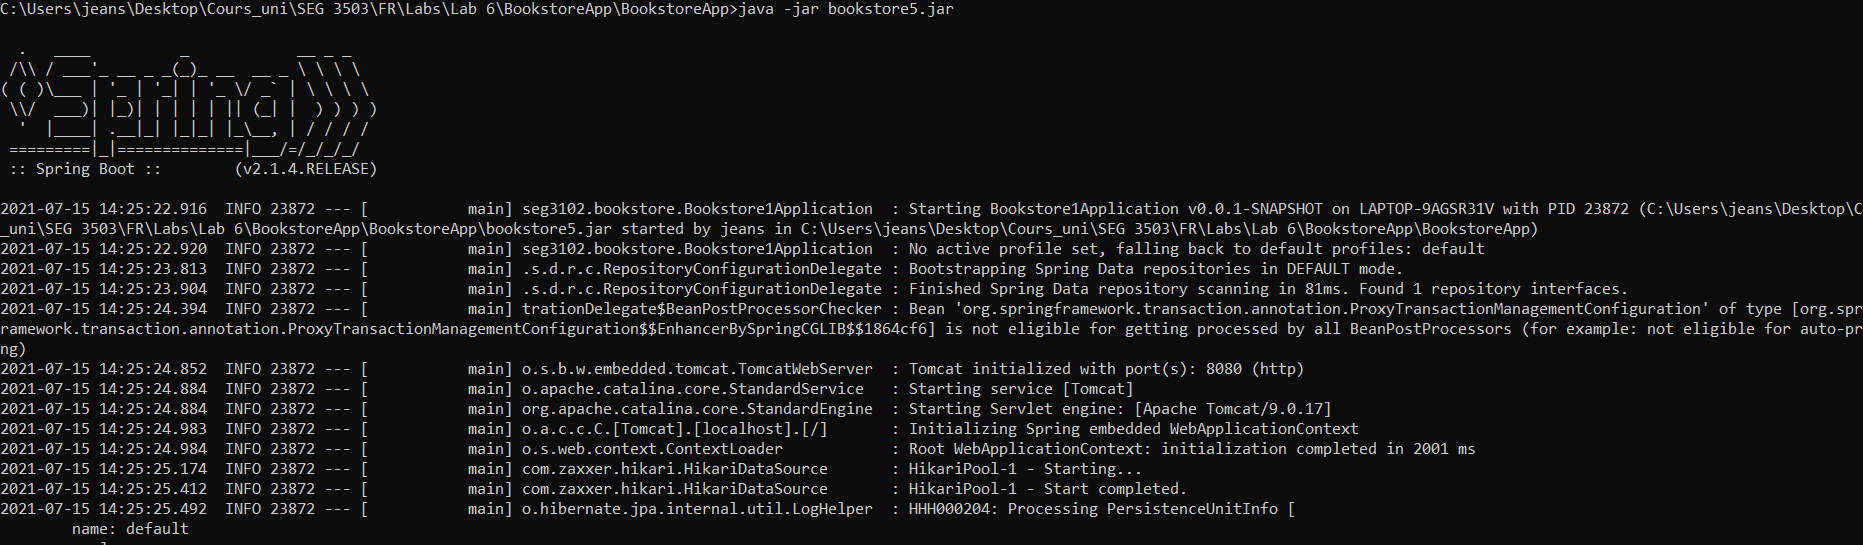 C:\Users\jeans\Desktop\Cours_uni\SEG 3503\FR\Labs\Lab 6\BookstoreApp\BookstoreApp>java -jar bookstore5.jar
  .   ____          _            __ _ _
 /\\ / ___'_ __ _ _(_)_ __  __ _ \ \ \ \
( ( )\___ | '_ | '_| | '_ \/ _` | \ \ \ \
 \\/  ___)| |_)| | | | | || (_| |  ) ) ) )
  '  |____| .__|_| |_|_| |_\__, | / / / /
 =========|_|==============|___/=/_/_/_/
 :: Spring Boot ::        (v2.1.4.RELEASE)
2021-07-15 14:25:22.916  INFO 23872 --- [           main] seg3102.bookstore.Bookstore1Application  : Starting Bookstore1Application v0.0.1-SNAPSHOT on LAPTOP-9AGSR31V with PID 23872 (C:\Users\jeans\Desktop\C
_uni\SEG 3503\FR\Labs\Lab 6\BookstoreApp\BookstoreApp\bookstore5.jar started by jeans in C:\Users\jeans\Desktop\Cours_uni\SEG 3503\FR\Labs\Lab 6\BookstoreApp\BookstoreApp)
2021-07-15 14:25:22.920  INFO 23872 --- [           main] seg3102.bookstore.Bookstore1Application  : No active profile set, falling back to default profiles: default
2021-07-15 14:25:23.813  INFO 23872 --- [           main] .s.d.r.c.RepositoryConfigurationDelegate : Bootstrapping Spring Data repositories in DEFAULT mode.
2021-07-15 14:25:23.904  INFO 23872 --- [           main] .s.d.r.c.RepositoryConfigurationDelegate : Finished Spring Data repository scanning in 81ms. Found 1 repository interfaces.
2021-07-15 14:25:24.394  INFO 23872 --- [           main] trationDelegate$BeanPostProcessorChecker : Bean 'org.springframework.transaction.annotation.ProxyTransactionManagementConfiguration' of type [org.spr
ramework.transaction.annotation.ProxyTransactionManagementConfiguration$$EnhancerBySpringCGLIB$$1864cf6] is not eligible for getting processed by all BeanPostProcessors (for example: not eligible for auto-pr
ng)
2021-07-15 14:25:24.852  INFO 23872 --- [           main] o.s.b.w.embedded.tomcat.TomcatWebServer  : Tomcat initialized with port(s): 8080 (http)
2021-07-15 14:25:24.884  INFO 23872 --- [           main] o.apache.catalina.core.StandardService   : Starting service [Tomcat]
2021-07-15 14:25:24.884  INFO 23872 --- [           main] org.apache.catalina.core.StandardEngine  : Starting Servlet engine: [Apache Tomcat/9.0.17]
2021-07-15 14:25:24.983  INFO 23872 --- [           main] o.a.c.c.C.[Tomcat].[localhost].[/]       : Initializing Spring embedded WebApplicationContext
2021-07-15 14:25:24.984  INFO 23872 --- [           main] o.s.web.context.ContextLoader            : Root WebApplicationContext: initialization completed in 2001 ms
2021-07-15 14:25:25.174  INFO 23872 --- [           main] com.zaxxer.hikari.HikariDataSource       : HikariPool-1 - Starting...
2021-07-15 14:25:25.412  INFO 23872 --- [           main] com.zaxxer.hikari.HikariDataSource       : HikariPool-1 - Start completed.
2021-07-15 14:25:25.492  INFO 23872 --- [           main] o.hibernate.jpa.internal.util.LogHelper  : HHH000204: Processing PersistenceUnitInfo [
        name: default